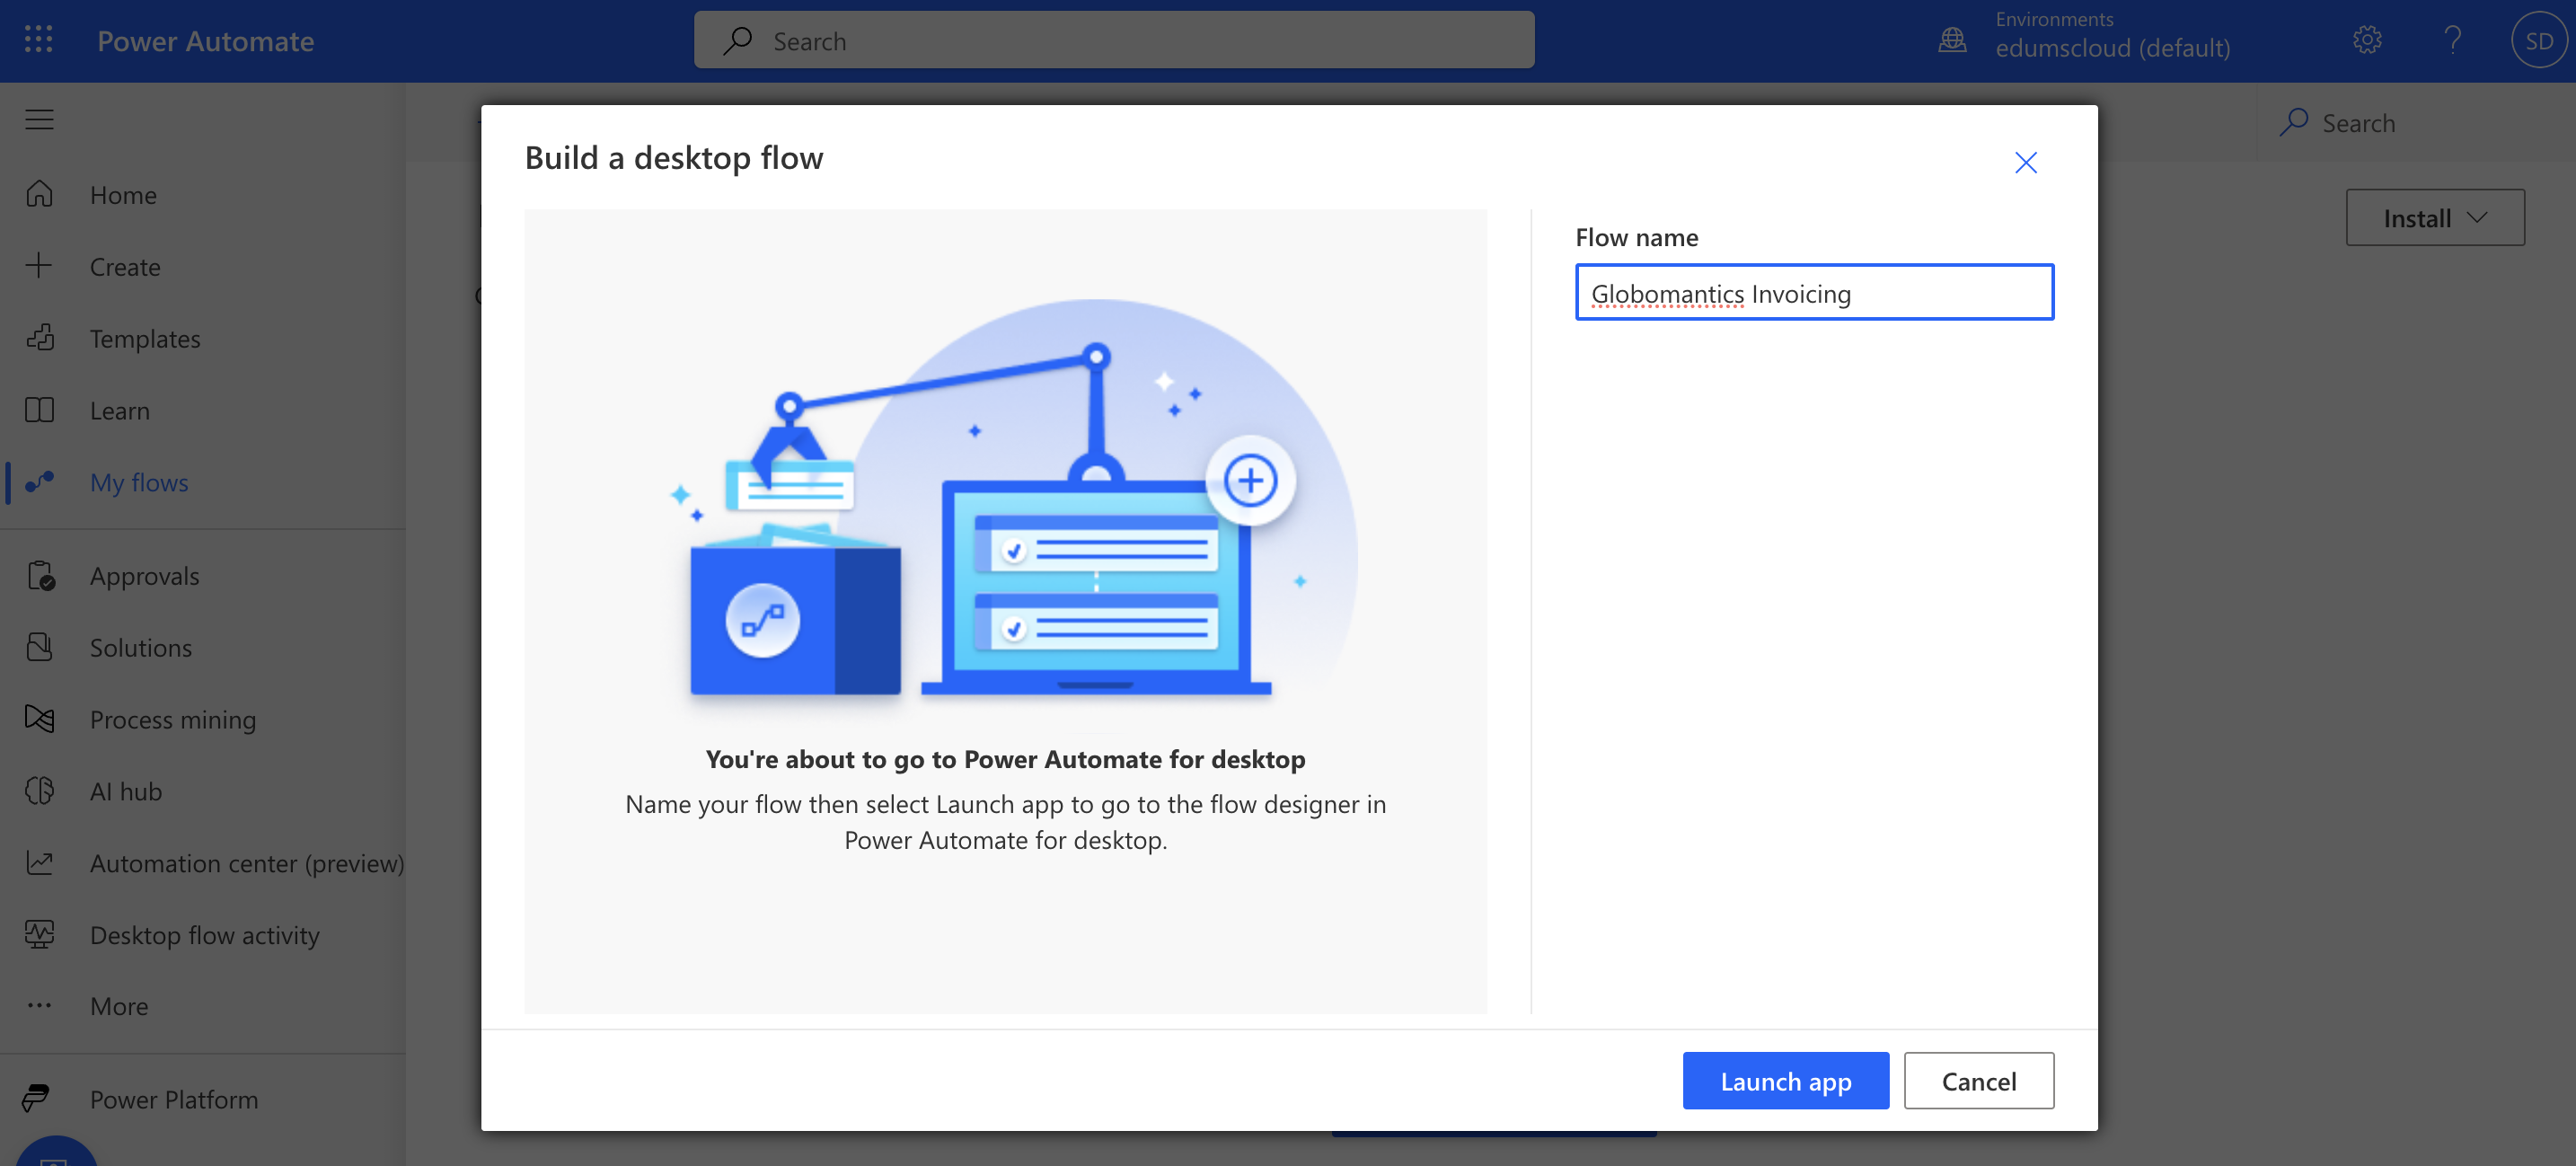 Power Automate
Search
Environments
edumscloud (default)
SD
Search
Home
Create
Templates
Learn
My flows
Approvals
Solutions
Process mining
AI hub
Automation center (preview)
Desktop flow activity
More
Power Platform
Install
Build a desktop flow
You're about to go to Power Automate for desktop
Name your flow then select Launch app to go to the flow designer in
Power Automate for desktop.
Flow name
Globomantics Invoicing
Launch app
Cancel